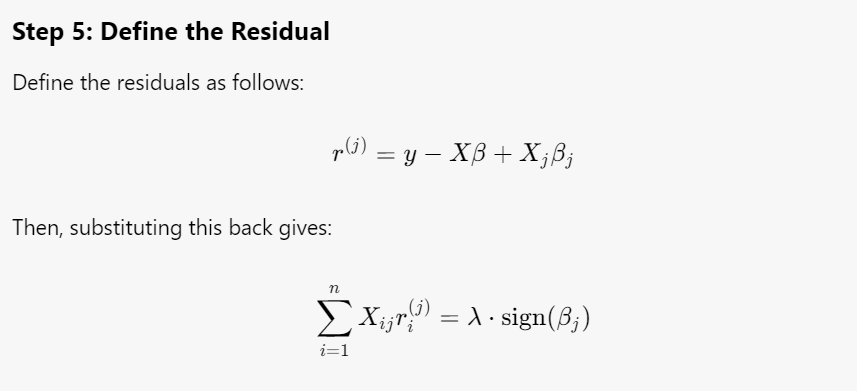 Step 5: Define the Residual
Define the residuals as follows:
r^{(j)} = y − Xβ + X_jβ_j
Then, substituting this back gives:
\sum_{i=1}^{n} X_{ij}r_i^{(j)} = λ · sign(β_j)